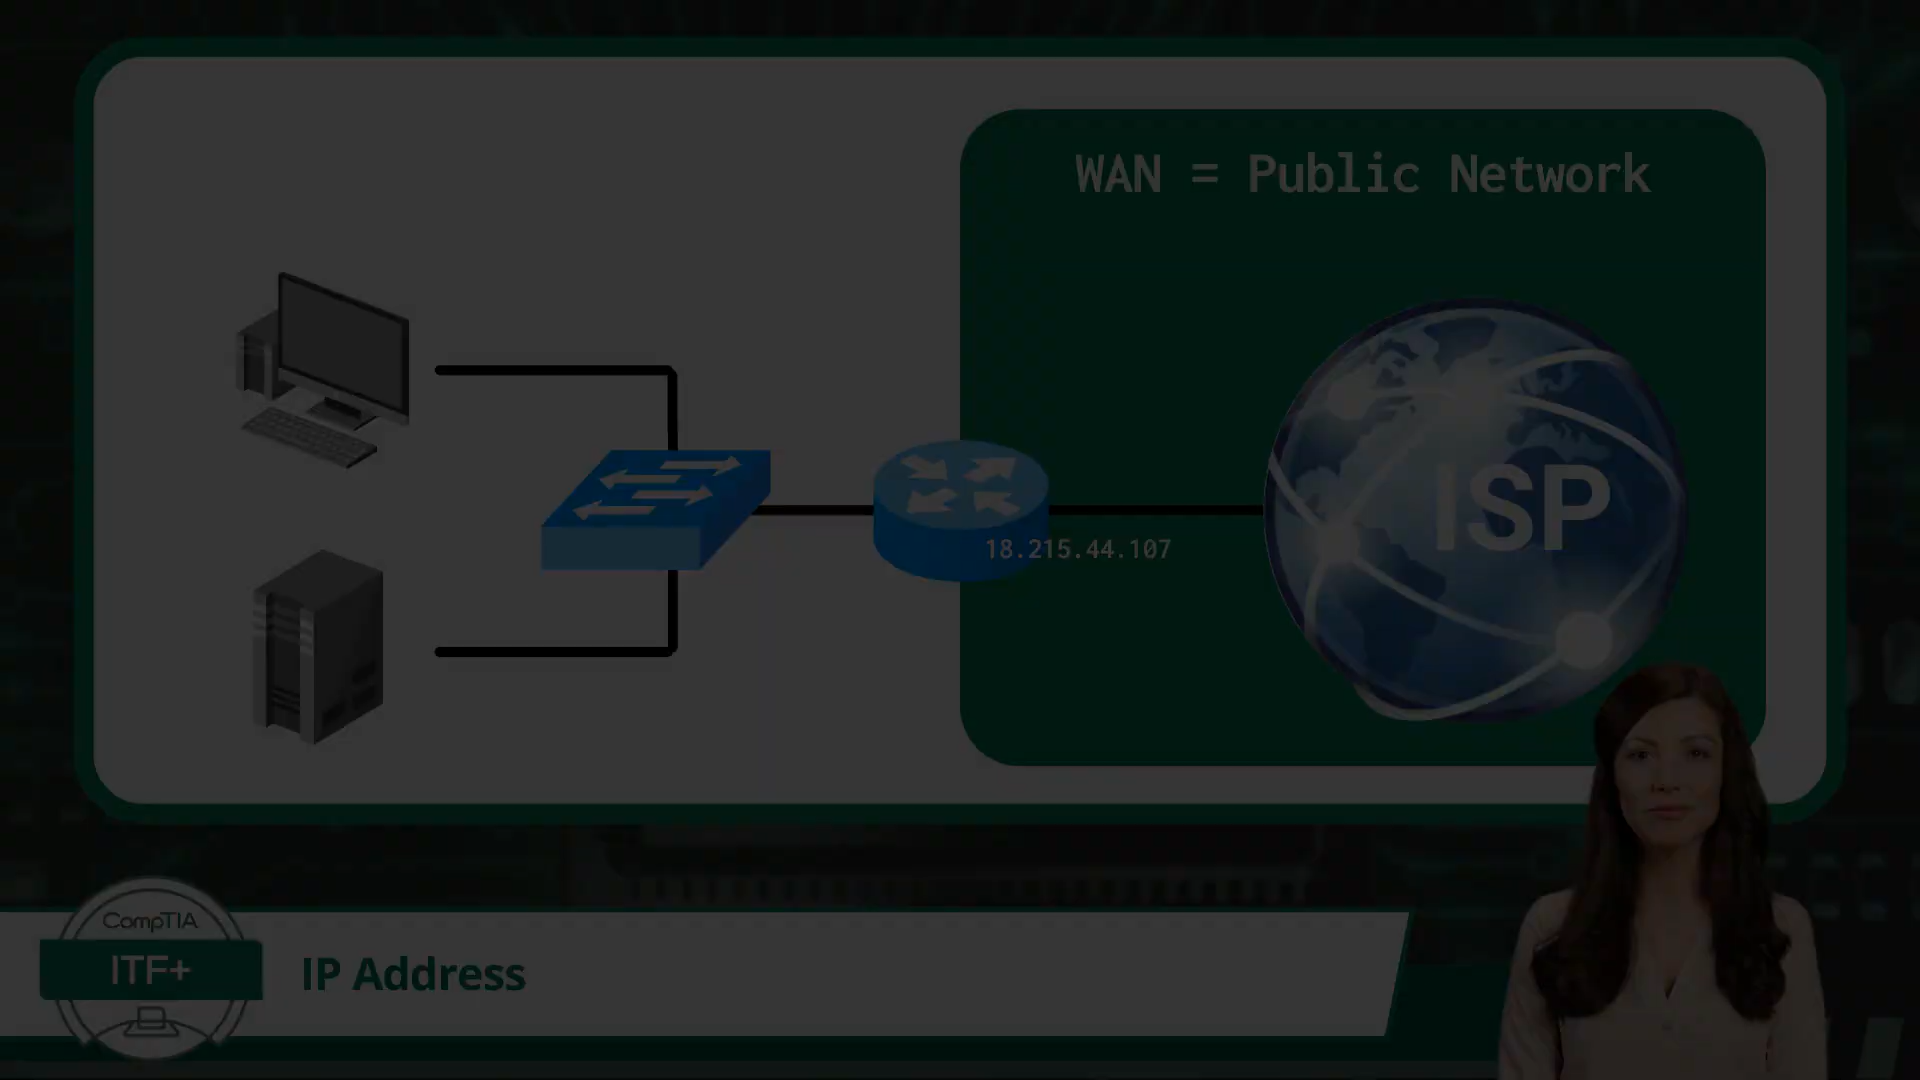 WAN = Public Network
ISP
18.215.44.107
CompTIA
ITF+
IP Address